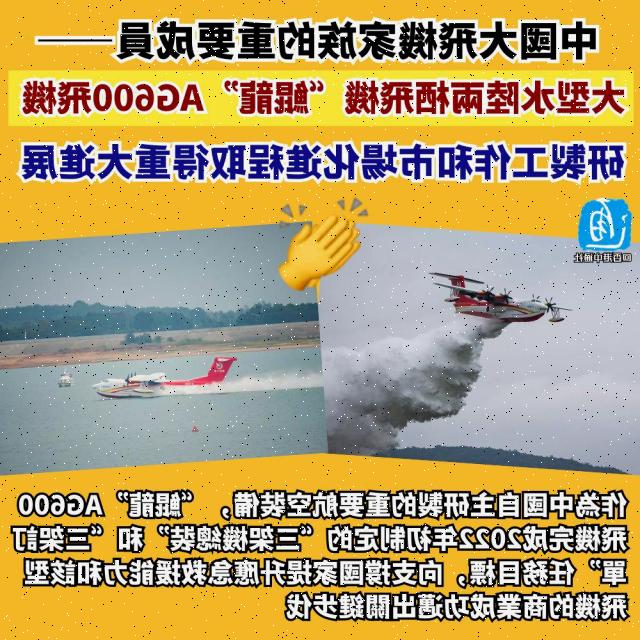 中國大飛機家族的重要成員——
大型水陸兩栖飛機“鯤龍”AG600飛機
研製工作和市場化進程取得重大進展
香港中通社
作為中國自主研製的重要航空裝備，“鯤龍”AG600
飛機完成2022年初制定的“三架機總裝”和“三架訂
單”任務目標，向支撐國家提升應急救援能力和該型
飛機的商業成功邁出關鍵步伐